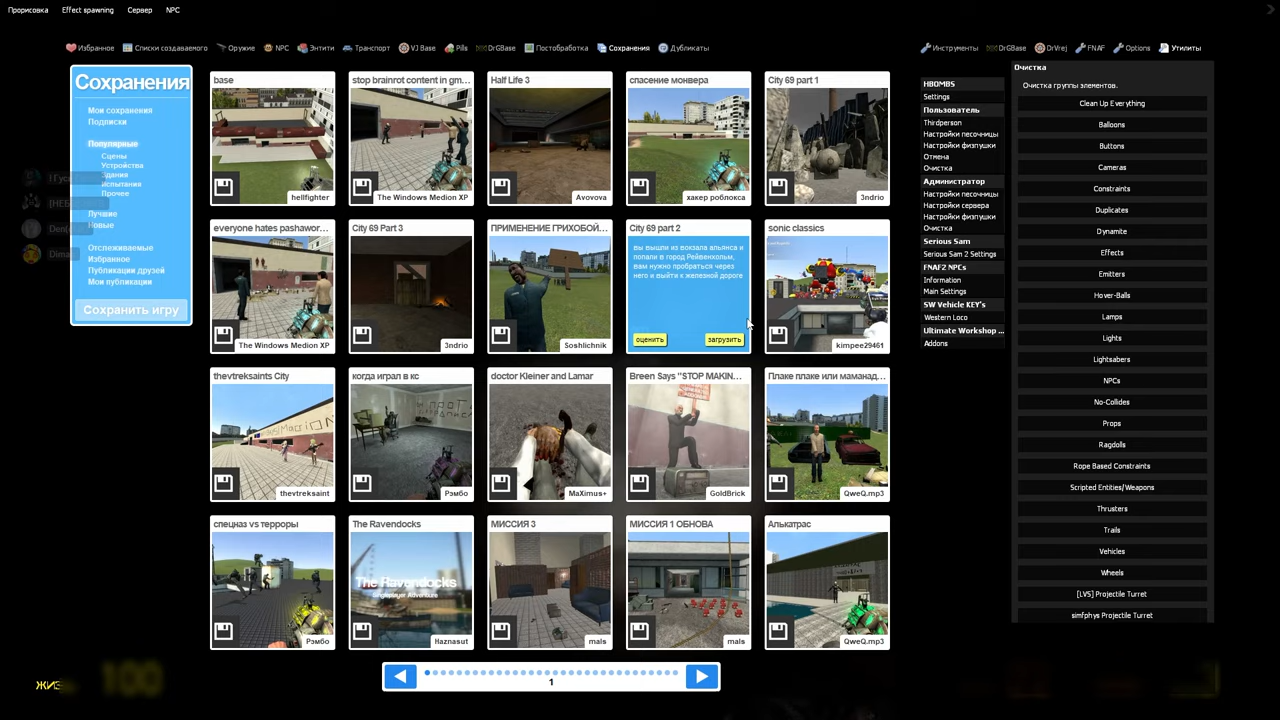 Прорисовка Effect spawning Сервер NPC
Избранное Списки создаваемого Оружие NPC Энтити Транспорт VJ Base Pills DrGBase Постобработка Сохранения Дубликаты
Инструменты DrGBase DrVrej FNAF Options Утилиты
Сохранения
Мои сохранения
Подписки
Популярные
Сцены
Устройства
Здания
Испытания
Прочее
Лучшие
Новые
Отслеживаемые
Избранное
Публикации друзей
Мои публикации
Сохранить игру
base
hellfighter
stop brainrot content in gm...
The Windows Medion XP
Half Life 3
Avovova
спасение монвера
хакер роблокса
City 69 part 1
3ndrio
everyone hates pashawor...
The Windows Medion XP
City 69 Part 3
3ndrio
ПРИМЕНЕНИЕ ГРИХОБОЙ...
Soshlichnik
City 69 part 2
вы вышли из вокзала альянса и
попали в город Рейвенхольм,
вам нужно пробраться через
него и выйти к железной дороге
оценить загрузить
sonic classics
kimpee29461
thevtreksaints City
thevtreksaint
когда играл в кс
Рэмбо
doctor Kleiner and Lamar
MaXimus+
Breen Says "STOP MAKIN...
GoldBrick
Плаке плаке или маманад...
QweQ.mp3
спецназ vs терроры
Рэмбо
The Ravendocks
The Ravendocks
Singleplayer Adventure
Haznasut
МИССИЯ 3
mals
МИССИЯ 1 ОБНОВА
mals
Алькатрас
QweQ.mp3
1
HBOMBS
Settings
Пользователь
Thirdperson
Настройки песочницы
Настройки физпушки
Отмена
Очистка
Администратор
Настройки песочницы
Настройки сервера
Настройки физпушки
Очистка
Serious Sam
Serious Sam 2 Settings
FNAF2 NPCs
Information
Main Settings
SW Vehicle KEY's
Western Loco
Ultimate Workshop ...
Addons
Очистка
Очистка группы элементов.
Clean Up Everything
Balloons
Buttons
Cameras
Constraints
Duplicates
Dynamite
Effects
Emitters
Hover-Balls
Lamps
Lights
Lightsabers
NPCs
No-Collides
Props
Ragdolls
Rope Based Constraints
Scripted Entities/Weapons
Thrusters
Trails
Vehicles
Wheels
[LVS] Projectile Turret
simfphys Projectile Turret
100